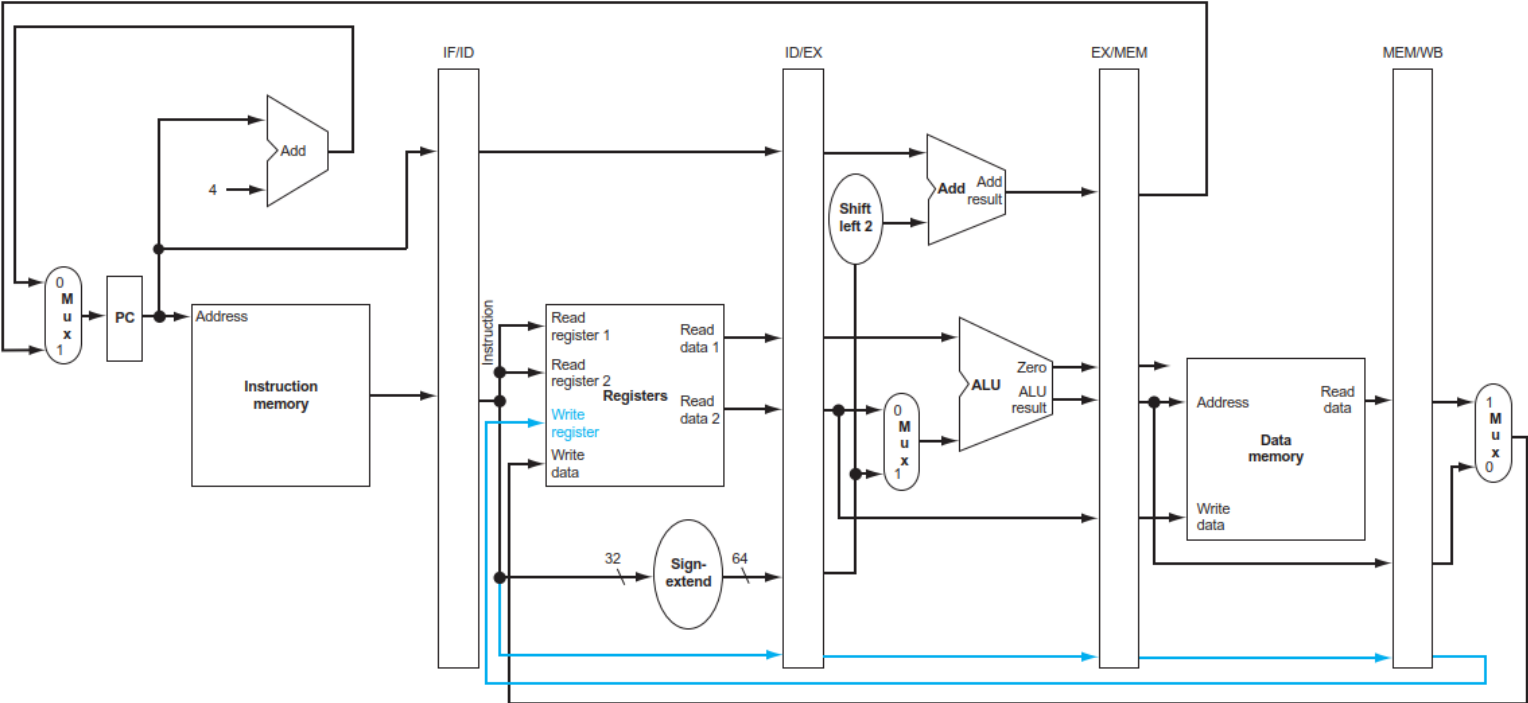 IF/ID
ID/EX
EX/MEM
MEM/WB
Add
4
Add
Add
result
Shift
left 2
0
M
u
x
1
PC
Address
Instruction
memory
Instruction
Read
register 1
Read
register 2
Registers
Write
register
Write
data
Read
data 1
Read
data 2
0
M
u
x
1
Zero
ALU
ALU
result
Address
Read
data
Data
memory
Write
data
1
M
u
x
0
32
Sign-
extend
64